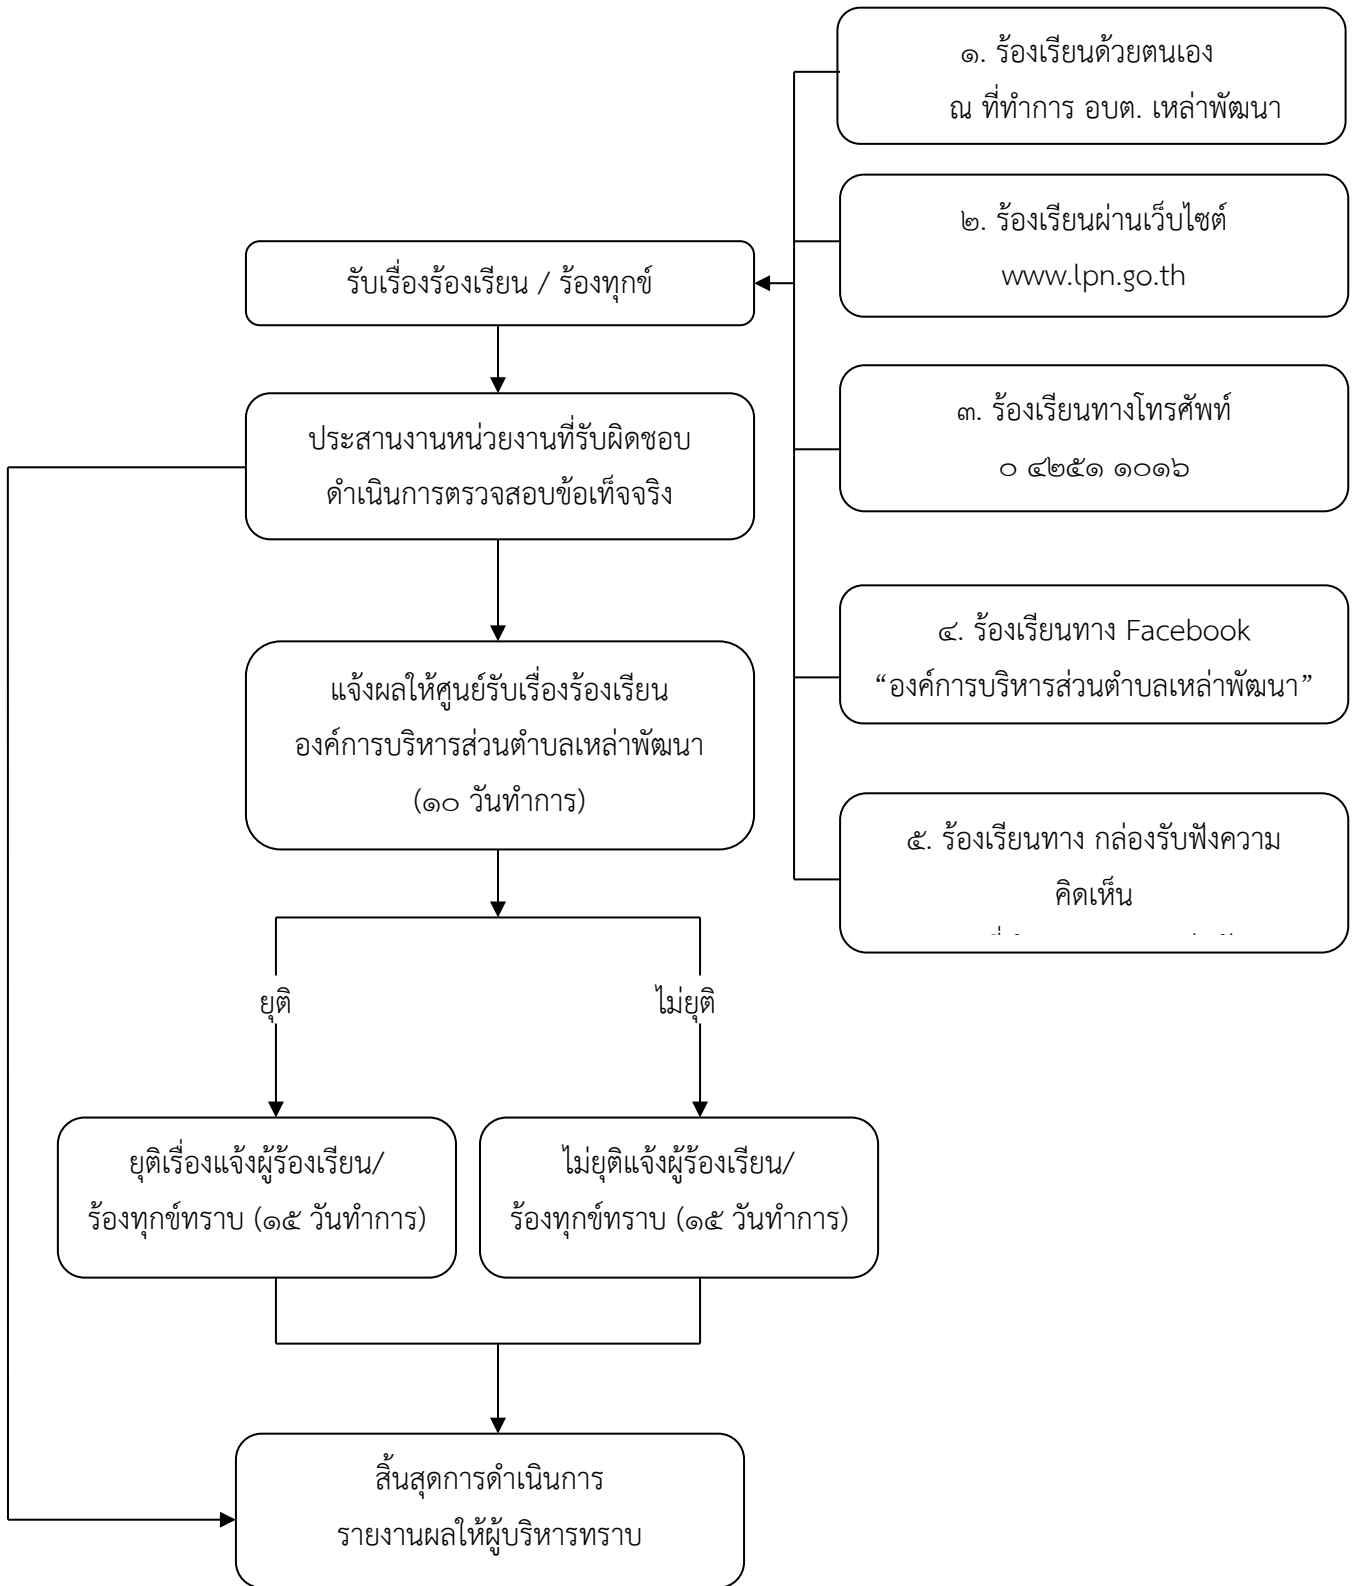 ๑. ร้องเรียนด้วยตนเอง
ณ ที่ทำการ อบต. เหล่าพัฒนา
๒. ร้องเรียนผ่านเว็บไซต์
www.lpn.go.th
รับเรื่องร้องเรียน / ร้องทุกข์
๓. ร้องเรียนทางโทรศัพท์
๐ ๔๒๕๑ ๑๐๑๖
ประสานงานหน่วยงานที่รับผิดชอบ
ดำเนินการตรวจสอบข้อเท็จจริง
๔. ร้องเรียนทาง Facebook
“องค์การบริหารส่วนตำบลเหล่าพัฒนา”
แจ้งผลให้ศูนย์รับเรื่องร้องเรียน
องค์การบริหารส่วนตำบลเหล่าพัฒนา
(๑๐ วันทำการ)
๕. ร้องเรียนทาง กล่องรับฟังความ
คิดเห็น
ยุติ
ไม่ยุติ
ยุติเรื่องแจ้งผู้ร้องเรียน/
ร้องทุกข์ทราบ (๑๕ วันทำการ)
ไม่ยุติแจ้งผู้ร้องเรียน/
ร้องทุกข์ทราบ (๑๕ วันทำการ)
สิ้นสุดการดำเนินการ
รายงานผลให้ผู้บริหารทราบ